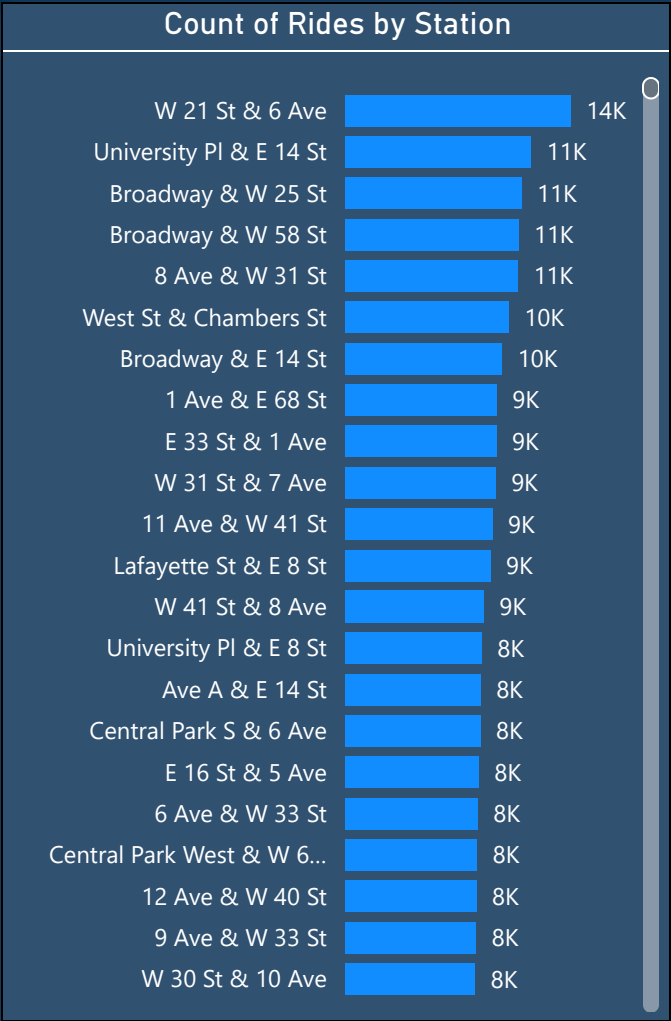 Count of Rides by Station
W 21 St & 6 Ave 14K
University Pl & E 14 St 11K
Broadway & W 25 St 11K
Broadway & W 58 St 11K
8 Ave & W 31 St 11K
West St & Chambers St 10K
Broadway & E 14 St 10K
1 Ave & E 68 St 9K
E 33 St & 1 Ave 9K
W 31 St & 7 Ave 9K
11 Ave & W 41 St 9K
Lafayette St & E 8 St 9K
W 41 St & 8 Ave 9K
University Pl & E 8 St 8K
Ave A & E 14 St 8K
Central Park S & 6 Ave 8K
E 16 St & 5 Ave 8K
6 Ave & W 33 St 8K
Central Park West & W 6... 8K
12 Ave & W 40 St 8K
9 Ave & W 33 St 8K
W 30 St & 10 Ave 8K